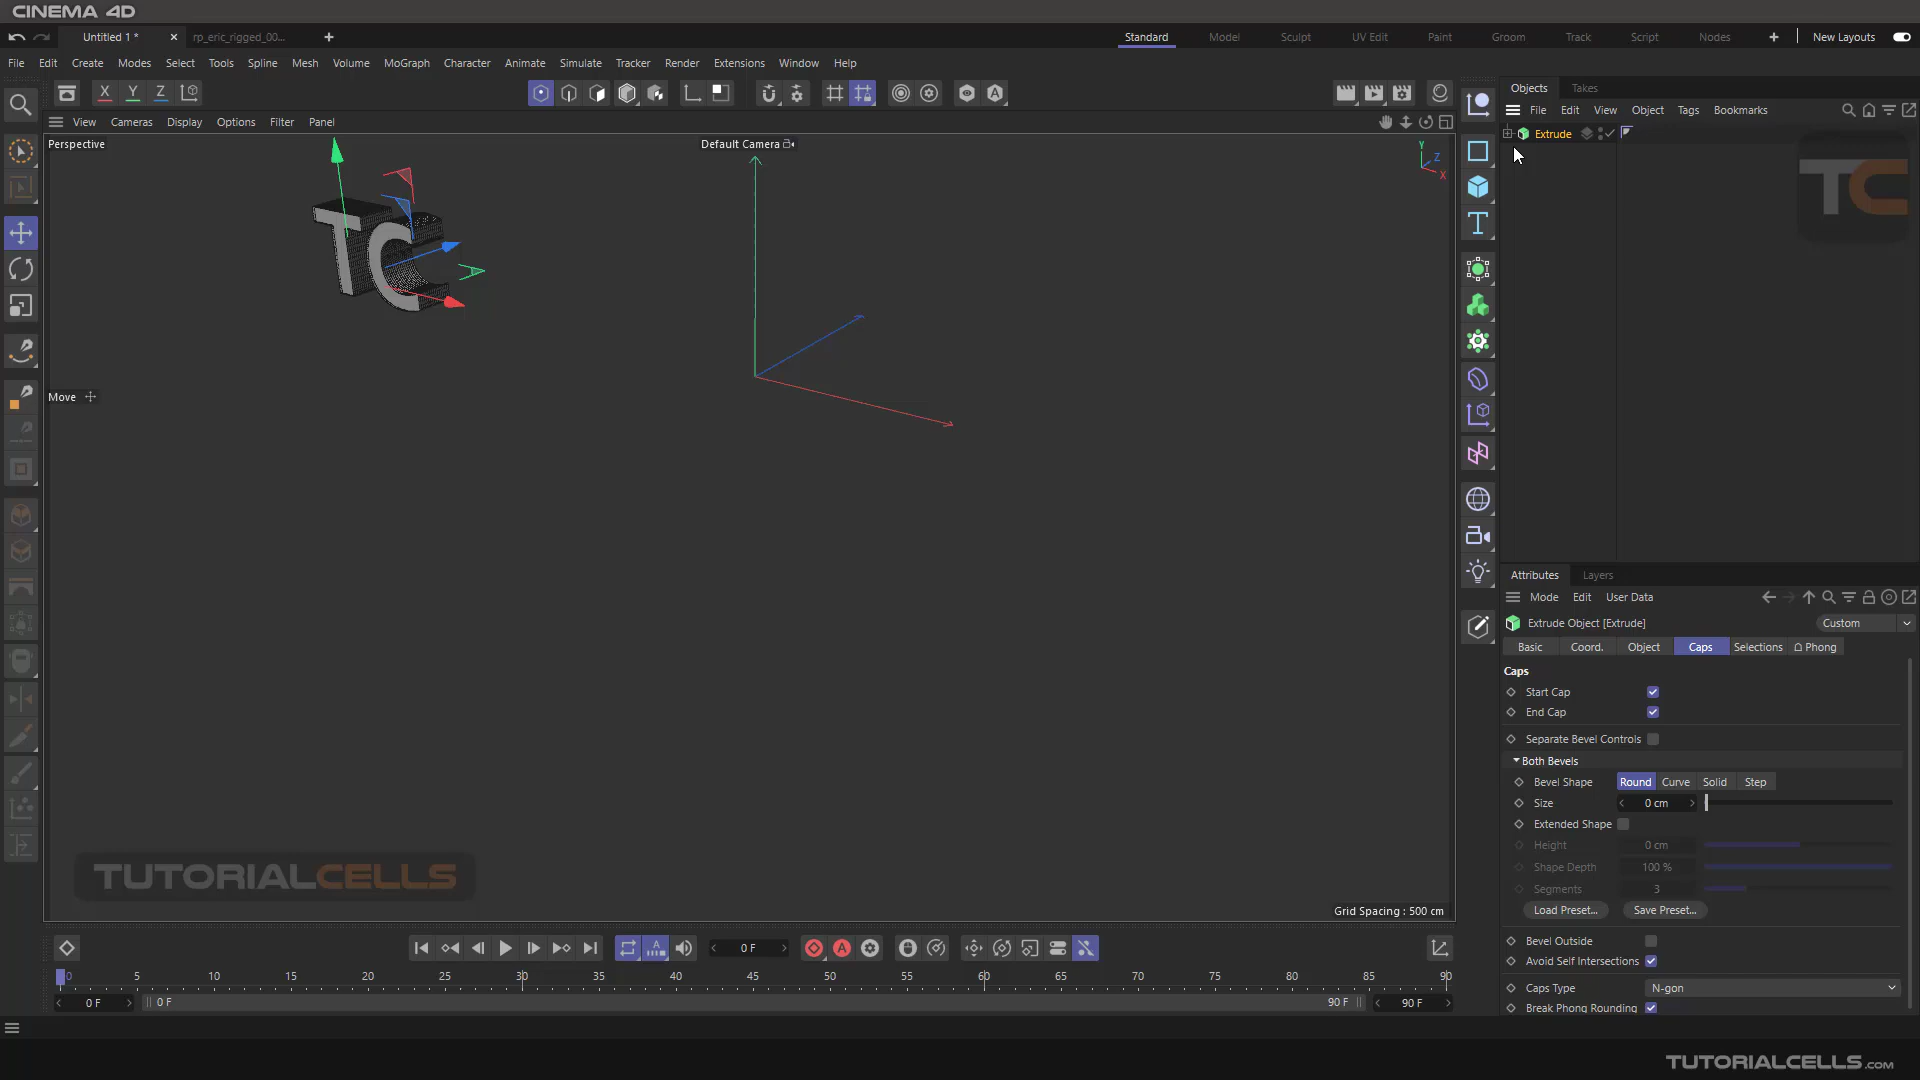 CINEMA 4D
Untitled 1 *
rp_eric_rigged_00...
Standard
Model
Sculpt
UV Edit
Paint
Groom
Track
Script
Nodes
New Layouts
File Edit Create Modes Select Tools Spline Mesh Volume MoGraph Character Animate Simulate Tracker Render Extensions Window Help
X Y Z
Objects Takes
View Cameras Display Options Filter Panel
File Edit View Object Tags Bookmarks
Perspective
Default Camera
Y
Z
X
Extrude
TC
TC
Move
Attributes Layers
Mode Edit User Data
Extrude Object [Extrude]
Custom
Basic Coord. Object Caps Selections Phong
Caps
Start Cap
End Cap
Separate Bevel Controls
Both Bevels
Bevel Shape Round Curve Solid Step
Size 0 cm
Extended Shape
Height 0 cm
Shape Depth 100 %
Segments 3
Load Preset... Save Preset...
Bevel Outside
Avoid Self Intersections
Caps Type N-gon
Break Phong Rounding
TUTORIALCELLS
Grid Spacing : 500 cm
0 F
0 5 10 15 20 25 30 35 40 45 50 55 60 65 70 75 80 85 90
0 F 0 F 90 F 90 F
TUTORIALCELLS.COM